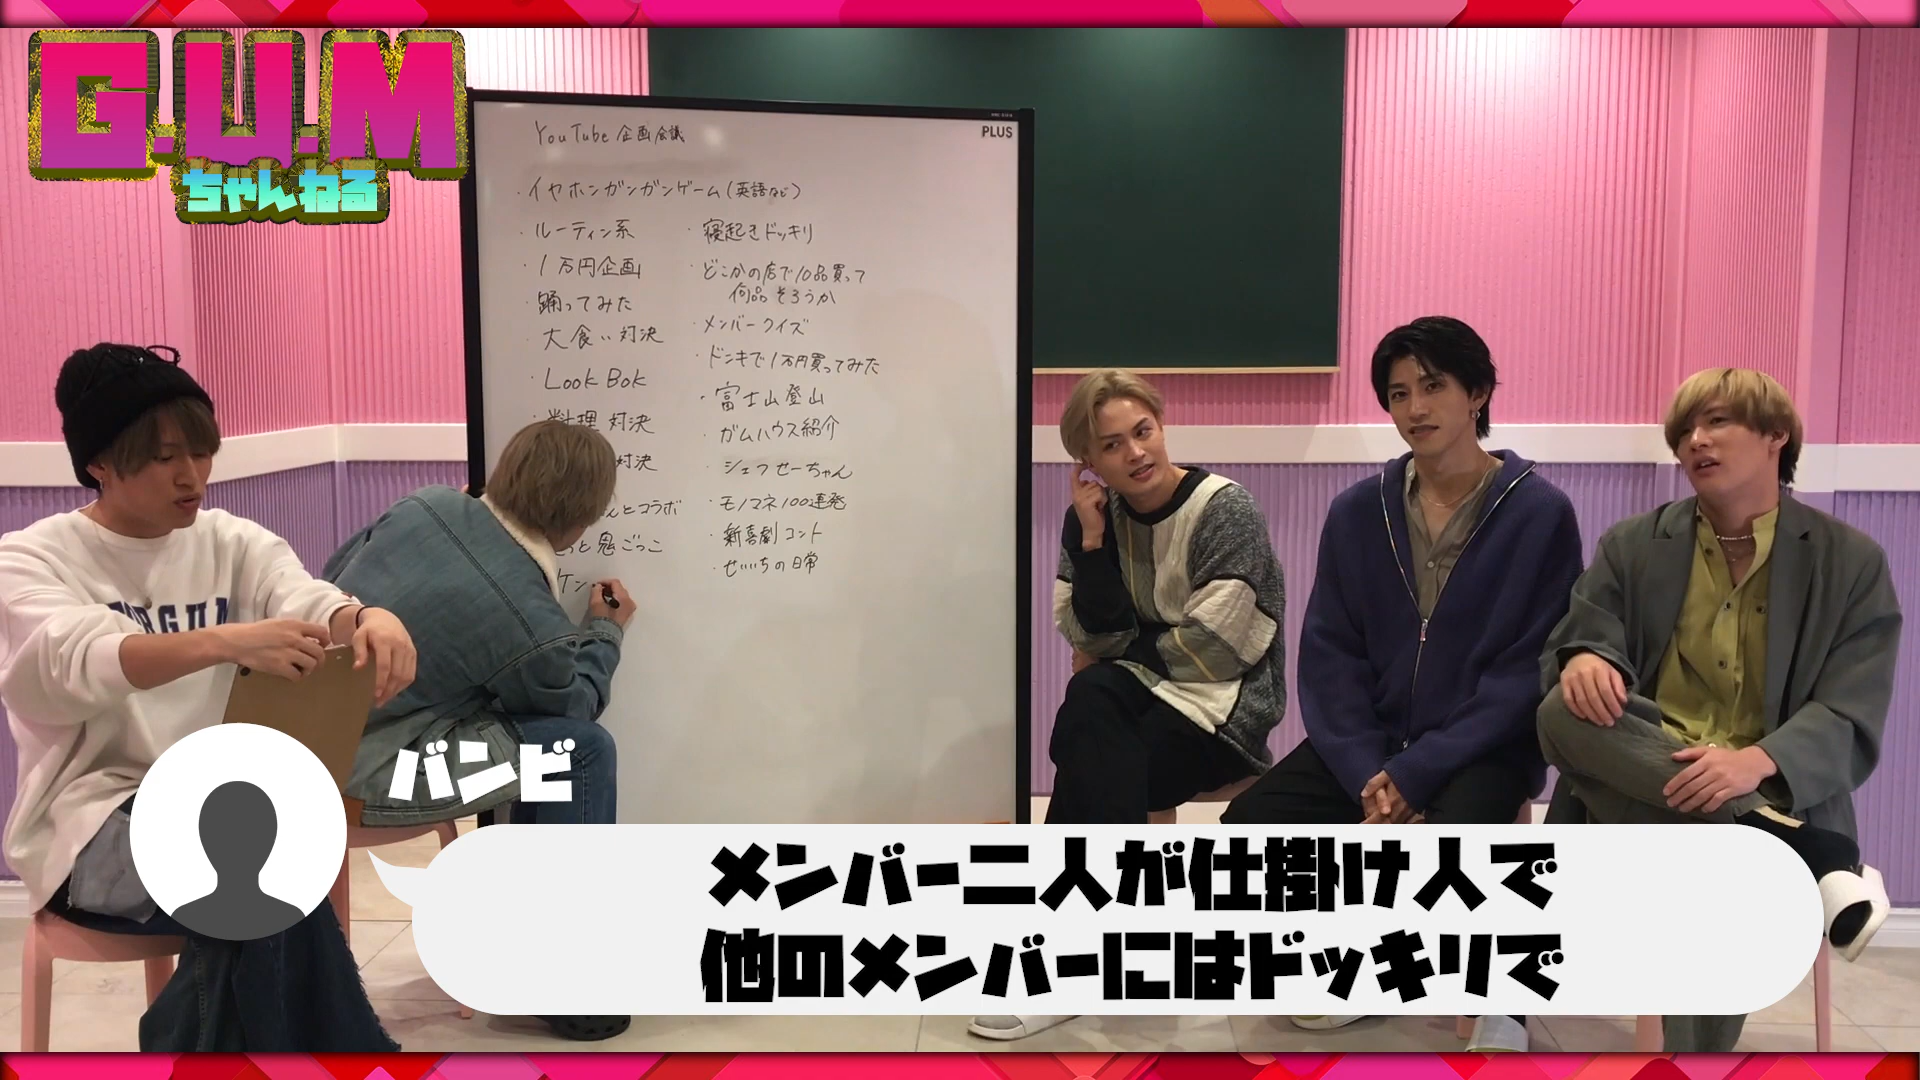 G.U.M
ちゃんねる
PLUS
YouTube 企画会議
・イヤホンガンガンゲーム(英語など)
・ルーティン系
・1万円企画
・踊ってみた
大食い対決
・Look Bok
・料理対決
対決
んとコラボ
っと鬼ごっこ
ケン
・寝起きドッキリ
・どこかの店で10品買って
何品そろうか
・メンバークイズ
・ドンキで1万円買ってみた
・富士山登山
・ガムハウス紹介
・シェフせーちゃん
・モノマネ100連発
・新喜劇コント
・せいいちの日常
バンビ
メンバー二人が仕掛け人で
他のメンバーにはドッキリで